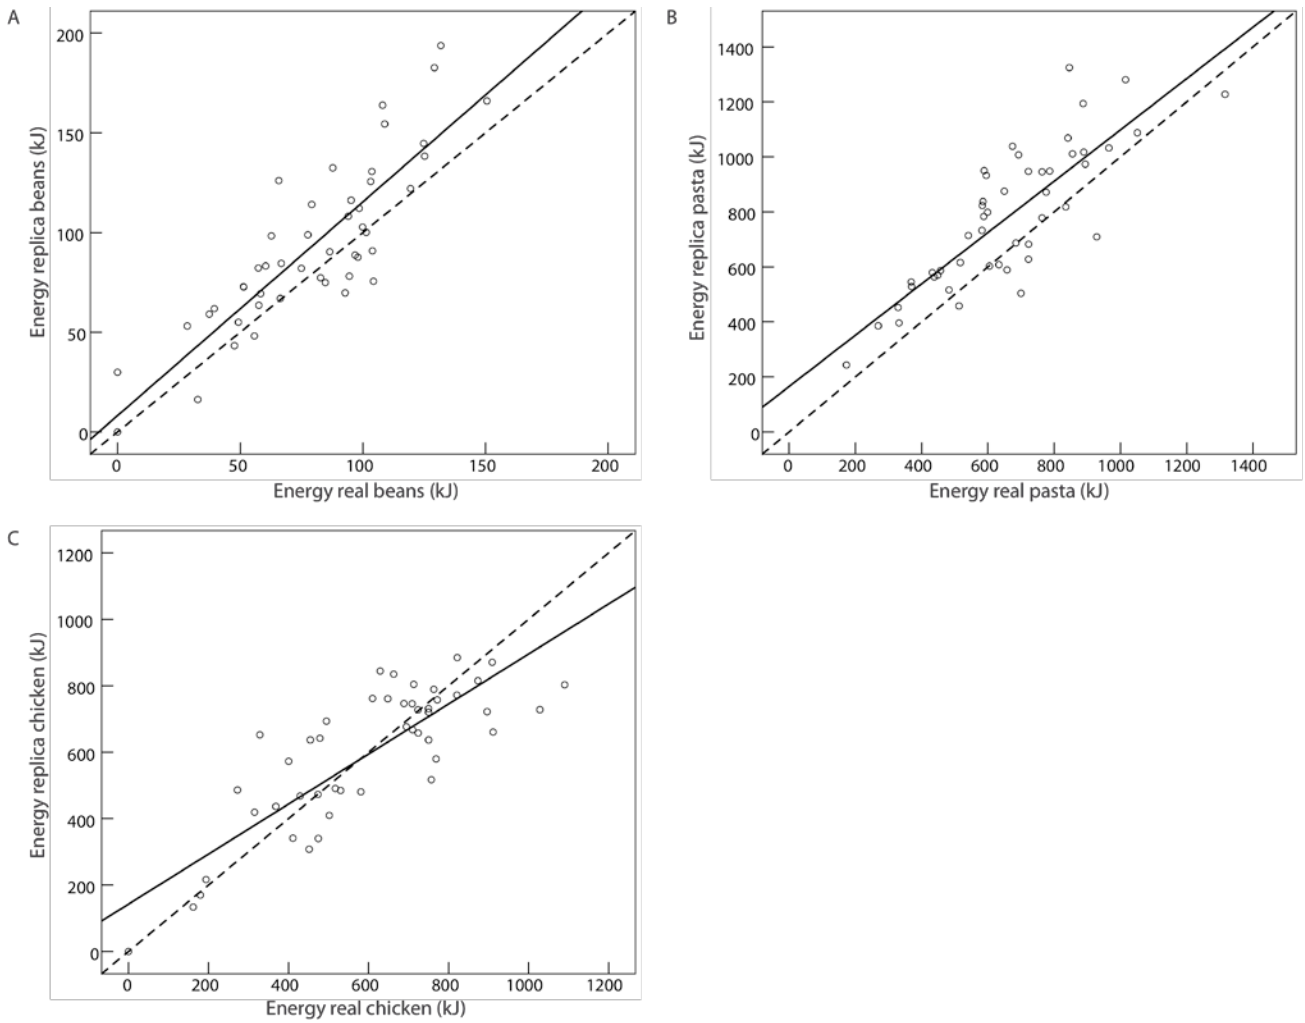 A
Energy replica beans (kJ)
200
150
100
50
0
0 50 100 150 200
Energy real beans (kJ)
B
Energy replica pasta (kJ)
1400
1200
1000
800
600
400
200
0
0 200 400 600 800 1000 1200 1400
Energy real pasta (kJ)
C
Energy replica chicken (kJ)
1200
1000
800
600
400
200
0
0 200 400 600 800 1000 1200
Energy real chicken (kJ)